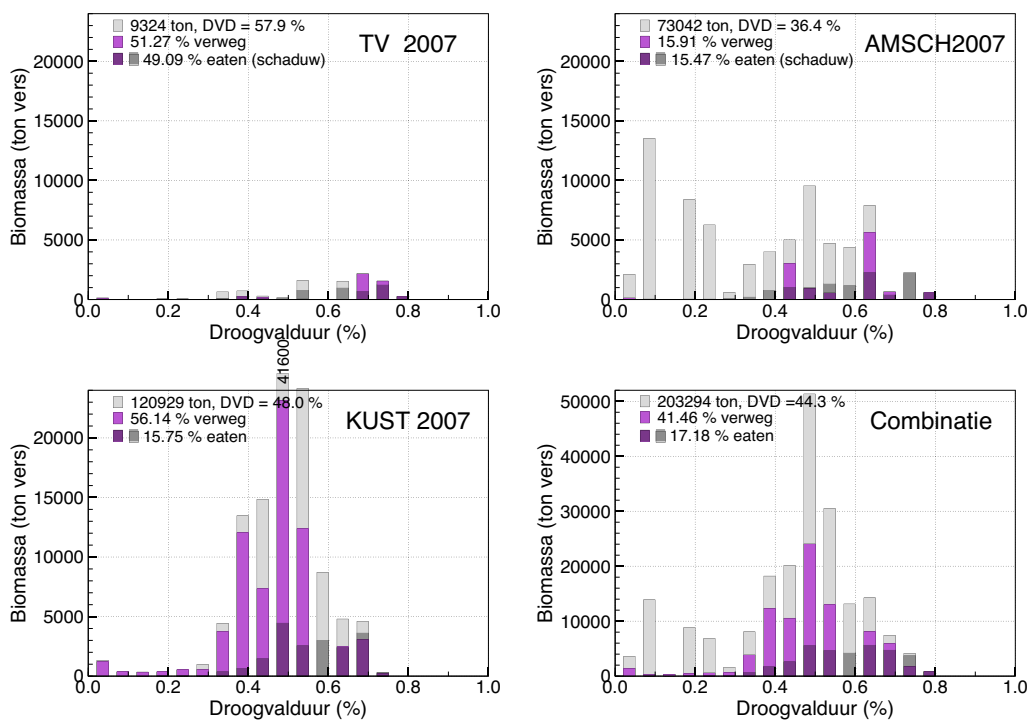 9324 ton, DVD = 57.9 %
51.27 % verweg
49.09 % eaten (schaduw)
TV 2007
Biomassa (ton vers)
20000
15000
10000
5000
0
0.0 0.2 0.4 0.6 0.8 1.0
Droogvalduur (%)
73042 ton, DVD = 36.4 %
15.91 % verweg
15.47 % eaten (schaduw)
AMSCH2007
Biomassa (ton vers)
20000
15000
10000
5000
0
0.0 0.2 0.4 0.6 0.8 1.0
Droogvalduur (%)
41600
120929 ton, DVD = 48.0 %
56.14 % verweg
15.75 % eaten
KUST 2007
Biomassa (ton vers)
20000
15000
10000
5000
0
0.0 0.2 0.4 0.6 0.8 1.0
Droogvalduur (%)
203294 ton, DVD =44.3 %
41.46 % verweg
17.18 % eaten
Combinatie
Biomassa (ton vers)
50000
40000
30000
20000
10000
0
0.0 0.2 0.4 0.6 0.8 1.0
Droogvalduur (%)